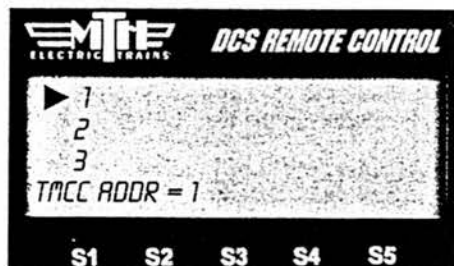 MTH DCS REMOTE CONTROL
ELECTRIC TRAINS
1
2
3
TMCC ADDR = 1
S1 S2 S3 S4 S5